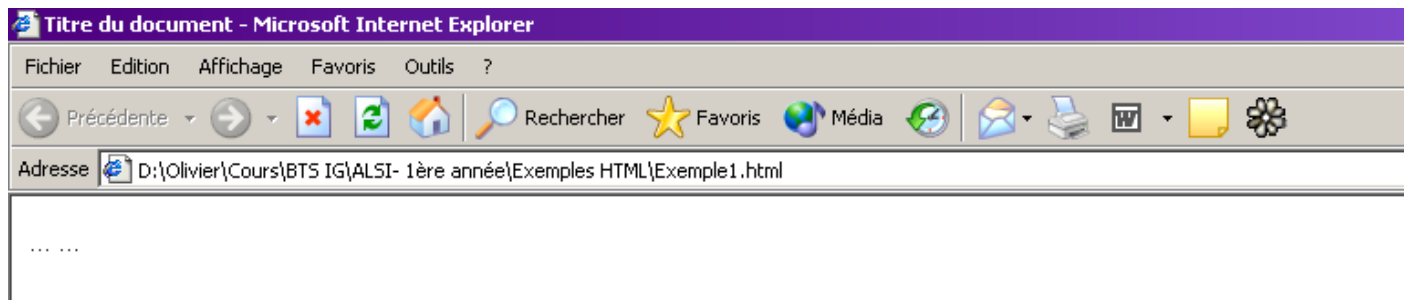 Titre du document - Microsoft Internet Explorer
Fichier Edition Affichage Favoris Outils ?
Précédente Rechercher Favoris Média W
Adresse D:\Olivier\Cours\BTS IG\ALSI- 1ère année\Exemples HTML\Exemple1.html
... ...